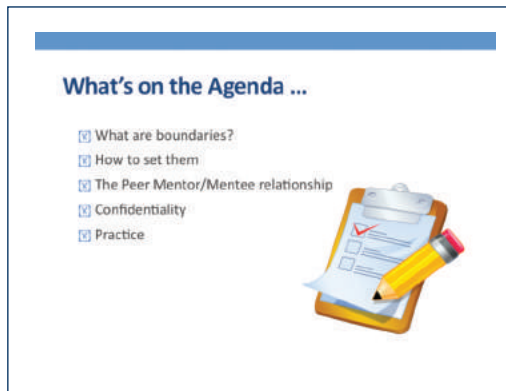 What's on the Agenda ...
What are boundaries?
How to set them
The Peer Mentor/Mentee relationship
Confidentiality
Practice